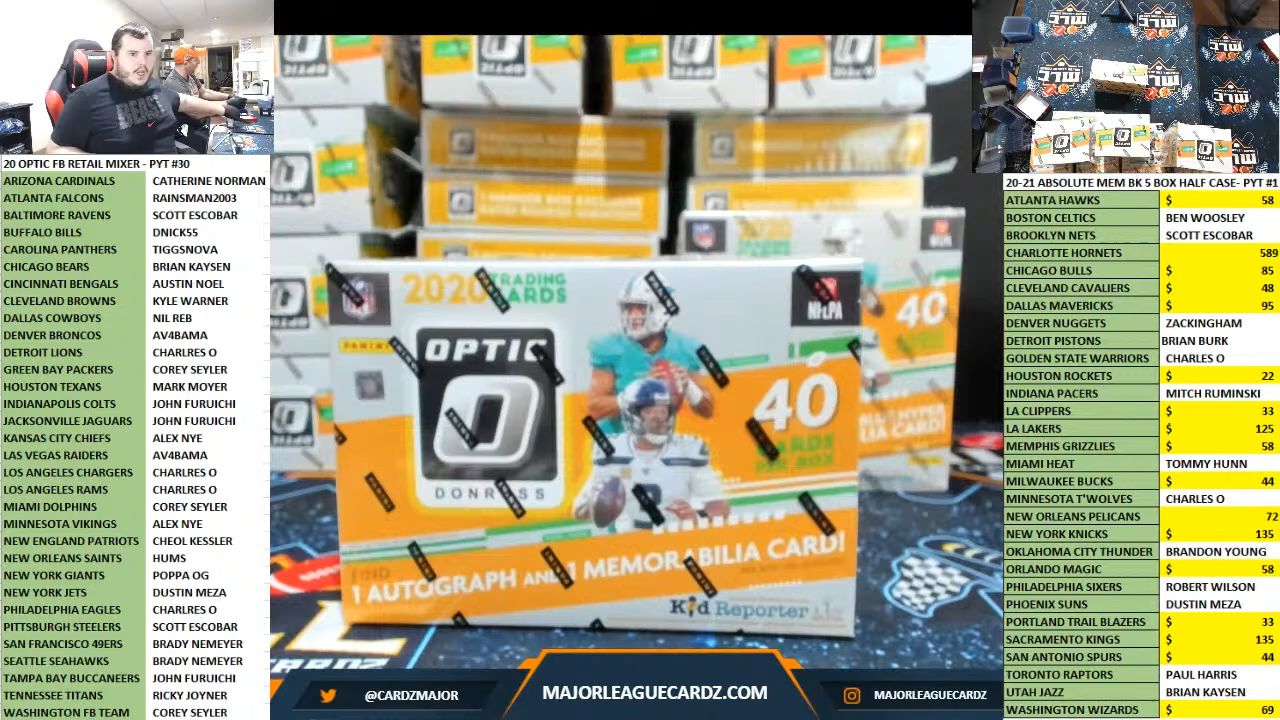 20 OPTIC FB RETAIL MIXER - PYT #30
ARIZONA CARDINALS CATHERINE NORMAN
ATLANTA FALCONS RAINSMAN2003
BALTIMORE RAVENS SCOTT ESCOBAR
BUFFALO BILLS DNICK55
CAROLINA PANTHERS TIGGSNOVA
CHICAGO BEARS BRIAN KAYSEN
CINCINNATI BENGALS AUSTIN NOEL
CLEVELAND BROWNS KYLE WARNER
DALLAS COWBOYS NIL REB
DENVER BRONCOS AV4BAMA
DETROIT LIONS CHARLRES O
GREEN BAY PACKERS COREY SEYLER
HOUSTON TEXANS MARK MOYER
INDIANAPOLIS COLTS JOHN FURUICHI
JACKSONVILLE JAGUARS JOHN FURUICHI
KANSAS CITY CHIEFS ALEX NYE
LAS VEGAS RAIDERS AV4BAMA
LOS ANGELES CHARGERS CHARLRES O
LOS ANGELES RAMS CHARLRES O
MIAMI DOLPHINS COREY SEYLER
MINNESOTA VIKINGS ALEX NYE
NEW ENGLAND PATRIOTS CHEOL KESSLER
NEW ORLEANS SAINTS HUMS
NEW YORK GIANTS POPPA OG
NEW YORK JETS DUSTIN MEZA
PHILADELPHIA EAGLES CHARLRES O
PITTSBURGH STEELERS SCOTT ESCOBAR
SAN FRANCISCO 49ERS BRADY NEMEYER
SEATTLE SEAHAWKS BRADY NEMEYER
TAMPA BAY BUCCANEERS JOHN FURUICHI
TENNESSEE TITANS RICKY JOYNER
WASHINGTON FB TEAM COREY SEYLER
2020 TRADING CARDS
NFLPA
PANINI
OPTIC
DONRUSS
40
CARDS
PER BOX
FIND
1 AUTOGRAPH AND 1 MEMORABILIA CARD!
Kid Reporter
40
@CARDZMAJOR
MAJORLEAGUECARDZ.COM
MAJORLEAGUECARDZ
20-21 ABSOLUTE MEM BK 5 BOX HALF CASE- PYT #1
ATLANTA HAWKS $ 58
BOSTON CELTICS BEN WOOSLEY
BROOKLYN NETS SCOTT ESCOBAR
CHARLOTTE HORNETS 589
CHICAGO BULLS $ 85
CLEVELAND CAVALIERS $ 48
DALLAS MAVERICKS $ 95
DENVER NUGGETS ZACKINGHAM
DETROIT PISTONS BRIAN BURK
GOLDEN STATE WARRIORS CHARLES O
HOUSTON ROCKETS $ 22
INDIANA PACERS MITCH RUMINSKI
LA CLIPPERS $ 33
LA LAKERS $ 125
MEMPHIS GRIZZLIES $ 58
MIAMI HEAT TOMMY HUNN
MILWAUKEE BUCKS $ 44
MINNESOTA T'WOLVES CHARLES O
NEW ORLEANS PELICANS 72
NEW YORK KNICKS $ 135
OKLAHOMA CITY THUNDER BRANDON YOUNG
ORLANDO MAGIC $ 58
PHILADELPHIA SIXERS ROBERT WILSON
PHOENIX SUNS DUSTIN MEZA
PORTLAND TRAIL BLAZERS $ 33
SACRAMENTO KINGS $ 135
SAN ANTONIO SPURS $ 44
TORONTO RAPTORS PAUL HARRIS
UTAH JAZZ BRIAN KAYSEN
WASHINGTON WIZARDS $ 69